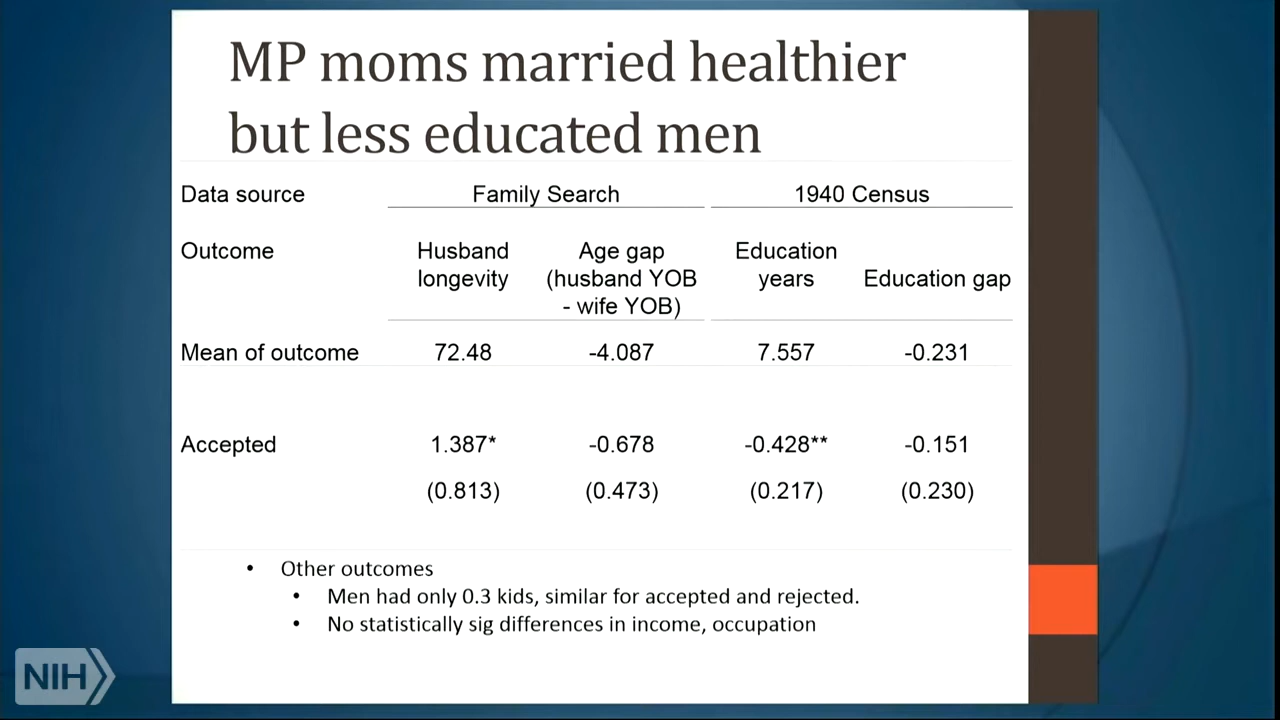 MP moms married healthier
but less educated men
Data source Family Search 1940 Census
Outcome Husband longevity Age gap (husband YOB - wife YOB) Education years Education gap
Mean of outcome 72.48 -4.087 7.557 -0.231
Accepted 1.387* -0.678 -0.428** -0.151
(0.813) (0.473) (0.217) (0.230)
• Other outcomes
• Men had only 0.3 kids, similar for accepted and rejected.
• No statistically sig differences in income, occupation
NIH